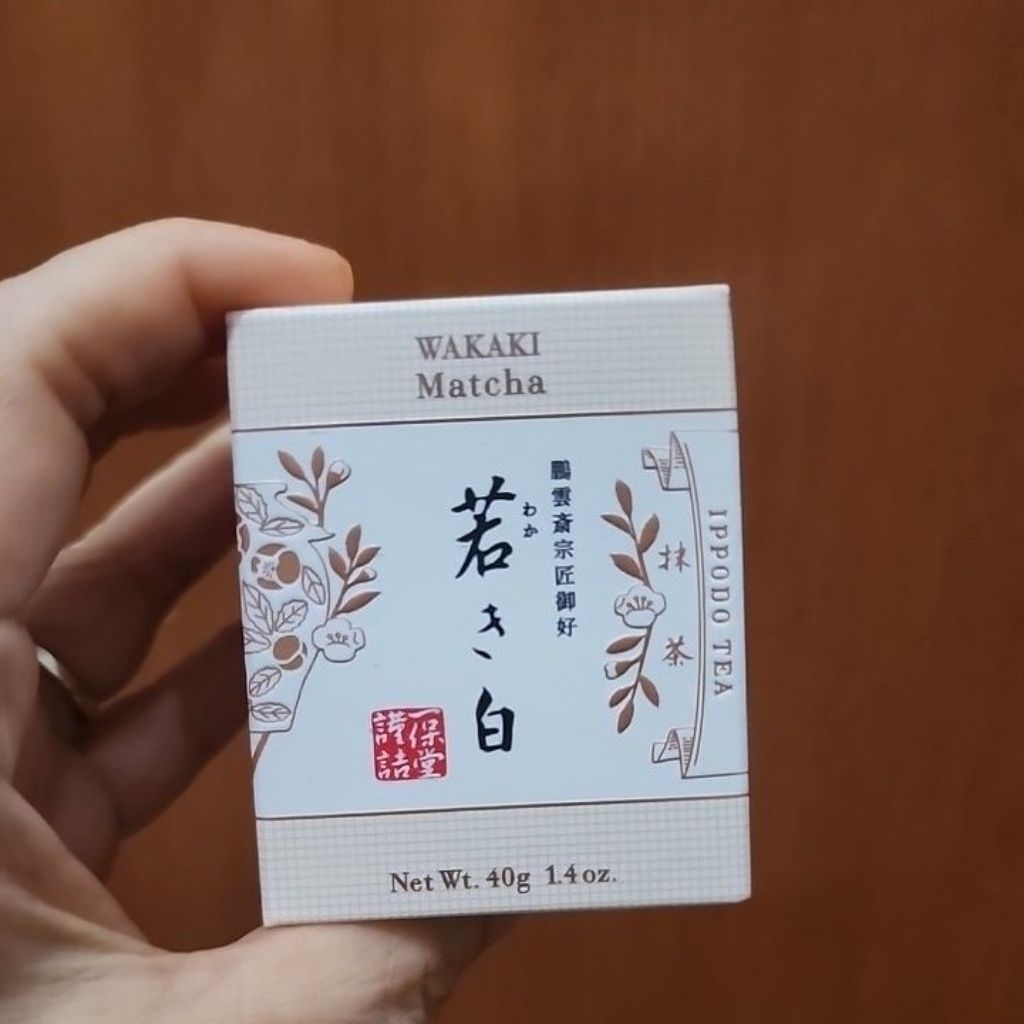 WAKAKI
Matcha
鵬雲斎宗匠御好
若き白
わか
一保堂
謹詰
抹茶
IPPODO TEA
Net Wt. 40g 1.4 oz.